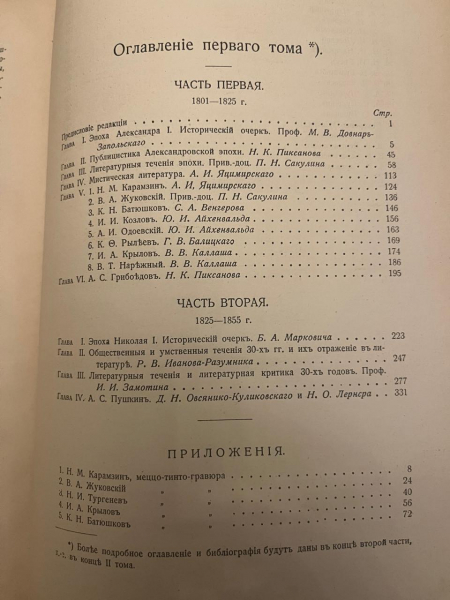 Оглавленіе перваго тома *).
ЧАСТЬ ПЕРВАЯ.
1801—1825 г.
Стр.
Предисловіе редакціи 1
Глава I. Эпоха Александра I. Историческій очеркъ. Проф. М. В. Довнаръ-
Запольскаго 5
Глава II. Публицистика Александровской эпохи. Н. К. Пиксанова 45
Глава III. Литературныя теченія эпохи. Прив.-доц. П. Н. Сакулина 58
Глава IV. Мистическая литература. А. И. Яцимирскаго 113
Глава V. 1. Н. М. Карамзинъ. А. И, Яцимирскаго 124
2. В. А. Жуковскій. Прив.-доц. П. Н. Сакулина 136
3. К. Н. Батюшковъ. С. А. Венгерова 146
4. И. И. Козловъ. Ю. И. Айхенвальда 156
5. А. И. Одоевскій. Ю. И. Айхенвальда 163
6. К. Ѳ. Рылѣевъ. Г. В. Балицкаго 169
7. И. А. Крыловъ. В. В. Каллаша 174
8. В. Т. Нарѣжный. В. В. Каллаша 186
Глава VI. А. С. Грибоѣдовъ. Н. К. Пиксанова 195
ЧАСТЬ ВТОРАЯ.
1825—1855 г.
Глава I. Эпоха Николая I. Историческій очеркъ. Б. А. Марковича 223
Глава II. Общественныя и умственныя теченія 30-хъ гг. и ихъ отраженіе въ ли-
тературѣ. Р. В. Иванова-Разумника 247
Глава III. Литературныя теченія и литературная критика 30-хъ годовъ. Проф.
И. И. Замотина 277
Глава IV. А. С. Пушкинъ. Д. Н. Овсянико-Куликовскаго и Н. О. Лернера 331
ПРИЛОЖЕНІЯ.
1. Н. М. Карамзинъ, меццо-тинто-гравюра 8
2. В. А. Жуковскій „ „ 24
3. Н. И. Тургеневъ „ „ 40
4. И. А. Крыловъ „ „ 56
5. К. Н. Батюшковъ „ „ 72
*) Болѣе подробное оглавленіе и библіографія будутъ даны въ концѣ второй части,
въ концѣ II тома.